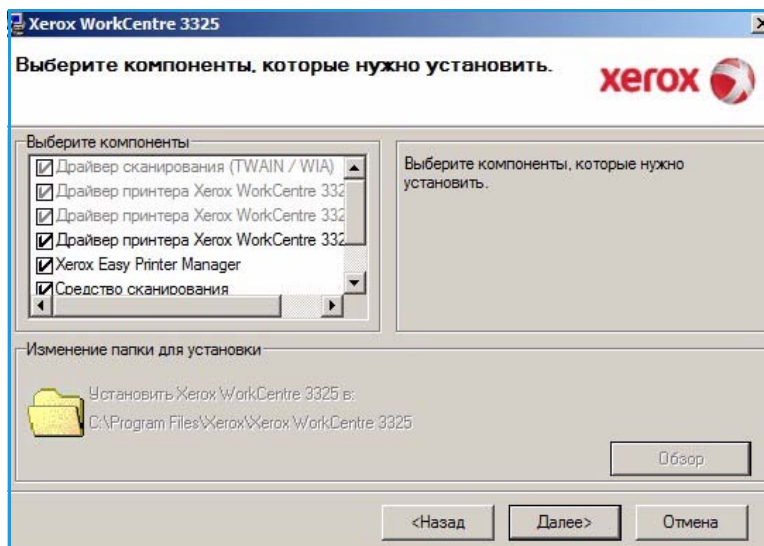 Xerox WorkCentre 3325
Выберите компоненты, которые нужно установить.
xerox
Выберите компоненты
Драйвер сканирования (TWAIN / WIA)
Драйвер принтера Xerox WorkCentre 332
Драйвер принтера Xerox WorkCentre 332
Драйвер принтера Xerox WorkCentre 332
Xerox Easy Printer Manager
Средство сканирования
Выберите компоненты, которые нужно
установить.
Изменение папки для установки
Установить Xerox WorkCentre 3325 в:
C:\Program Files\Xerox\Xerox WorkCentre 3325
Обзор
<Назад
Далее>
Отмена